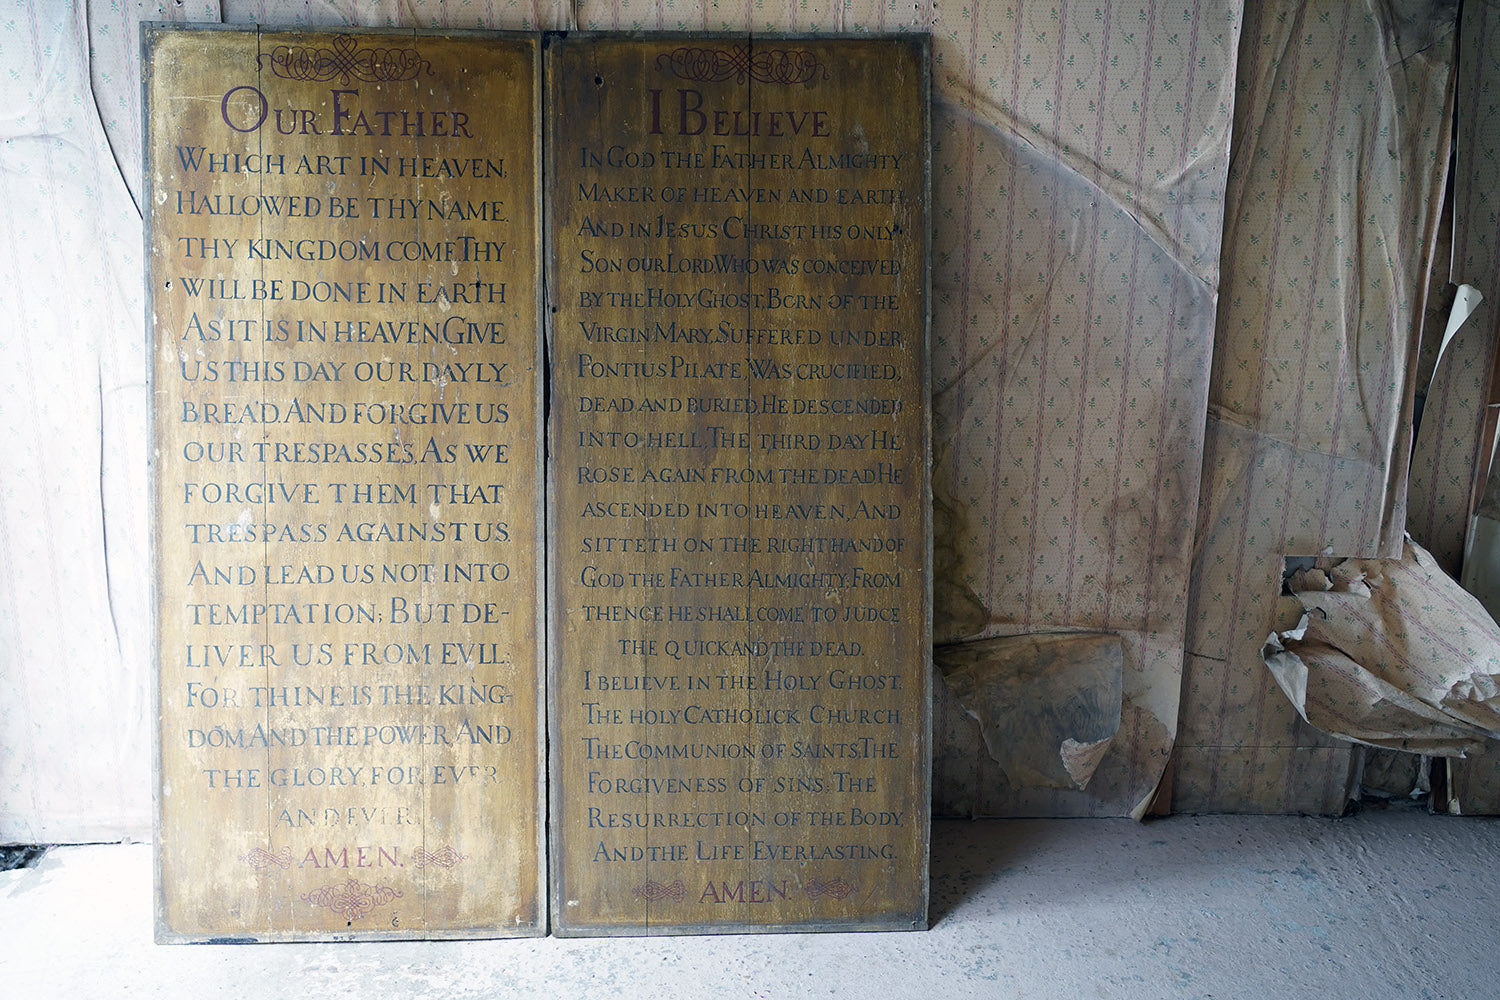 OUR FATHER
WHICH ART IN HEAVEN;
HALLOWED BE THY NAME.
THY KINGDOM COME THY
WILL BE DONE IN EARTH
AS IT IS IN HEAVEN GIVE
US THIS DAY OUR DAYLY
BREAD. AND FORGIVE US
OUR TRESPASSES, AS WE
FORGIVE THEM THAT
TRESPASS AGAINST US.
AND LEAD US NOT INTO
TEMPTATION; BUT DE-
LIVER US FROM EVLL:
FOR THINE IS THE KING-
DOM AND THE POWER AND
THE GLORY, FOR EVER
AND EVER.
AMEN.
I BELIEVE
IN GOD THE FATHER ALMIGHTY
MAKER OF HEAVEN AND EARTH
AND IN JESUS CHRIST HIS ONLY
SON OUR LORD, WHO WAS CONCEIVED
BY THE HOLY GHOST, BORN OF THE
VIRGIN MARY, SUFFERED UNDER
PONTIUS PILATE, WAS CRUCIFIED,
DEAD AND BURIED, HE DESCENDED
INTO HELL, THE THIRD DAY HE
ROSE AGAIN FROM THE DEAD HE
ASCENDED INTO HEAVEN, AND
SITTETH ON THE RIGHT HAND OF
GOD THE FATHER ALMIGHTY: FROM
THENCE HE SHALL COME TO JUDGE
THE QUICK AND THE DEAD.
I BELIEVE IN THE HOLY GHOST.
THE HOLY CATHOLICK CHURCH
THE COMMUNION OF SAINTS, THE
FORGIVENESS OF SINS, THE
RESURRECTION OF THE BODY,
AND THE LIFE EVERLASTING.
AMEN.